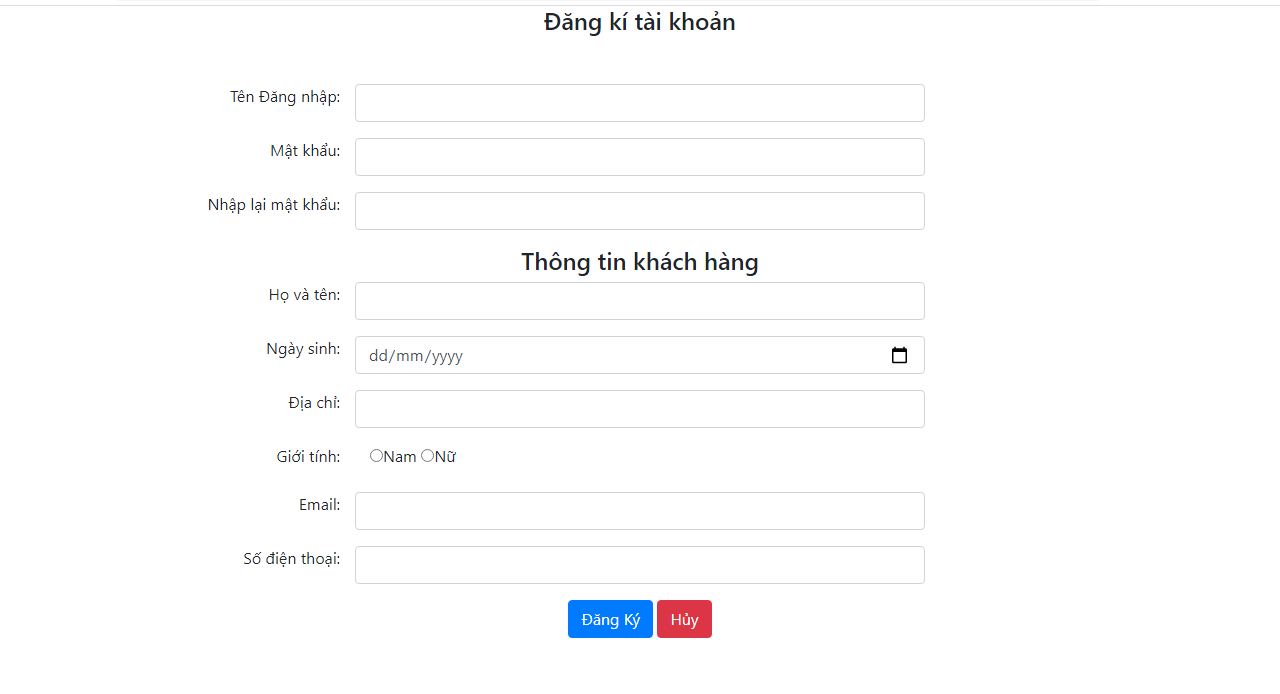 Đăng kí tài khoản
Tên Đăng nhập:
Mật khẩu:
Nhập lại mật khẩu:
Thông tin khách hàng
Họ và tên:
Ngày sinh: dd/mm/yyyy
Địa chỉ:
Giới tính: Nam Nữ
Email:
Số điện thoại:
Đăng Ký Hủy